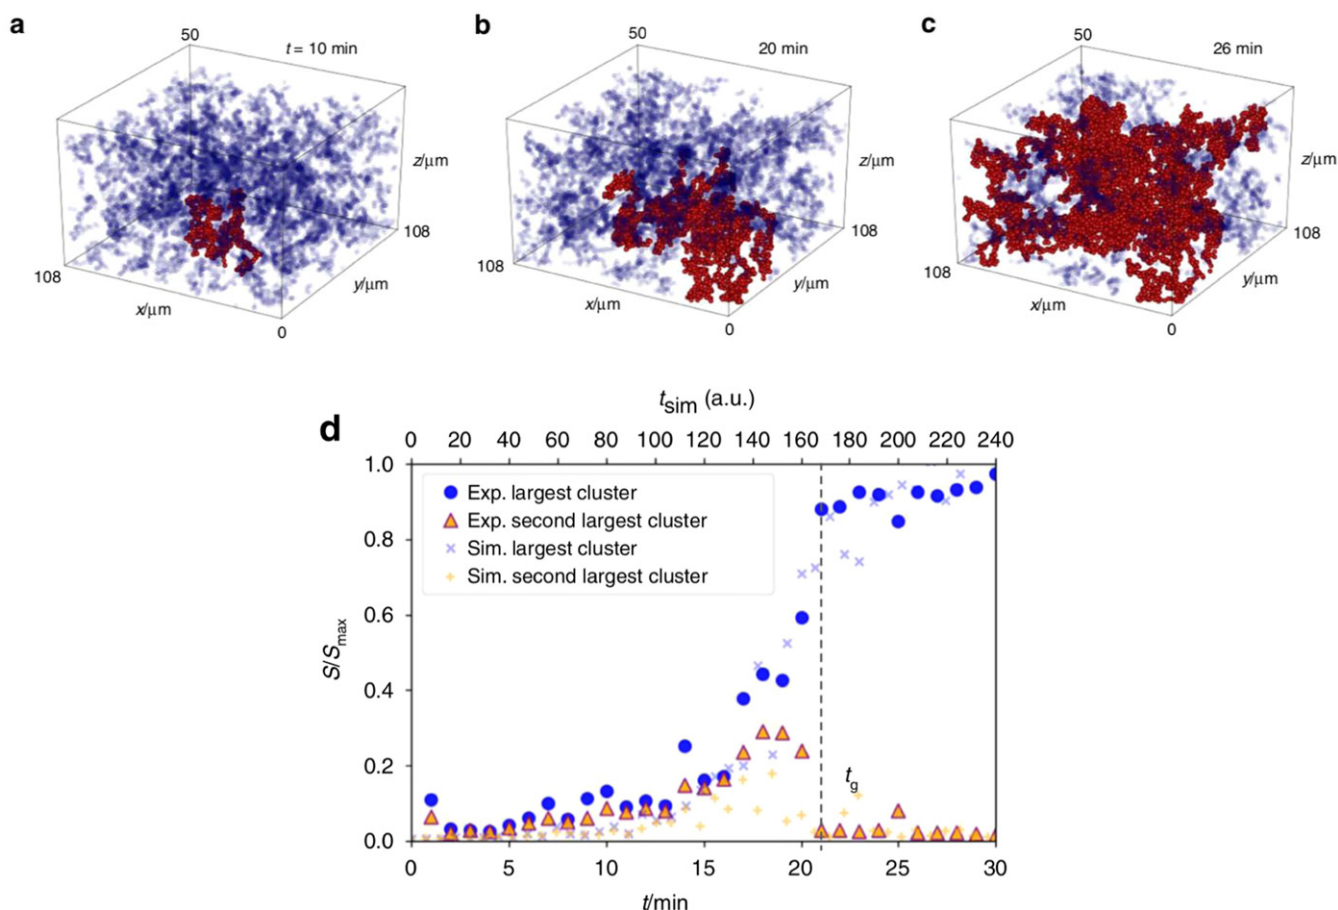 a
50
t = 10 min
z/µm
108
y/µm
108
x/µm
0
b
50
20 min
z/µm
108
y/µm
108
x/µm
0
c
50
26 min
z/µm
108
y/µm
108
x/µm
0
d
tsim (a.u.)
0 20 40 60 80 100 120 140 160 180 200 220 240
1.0
0.8
0.6
0.4
0.2
0.0
S/Smax
Exp. largest cluster
Exp. second largest cluster
Sim. largest cluster
Sim. second largest cluster
tg
0 5 10 15 20 25 30
t/min